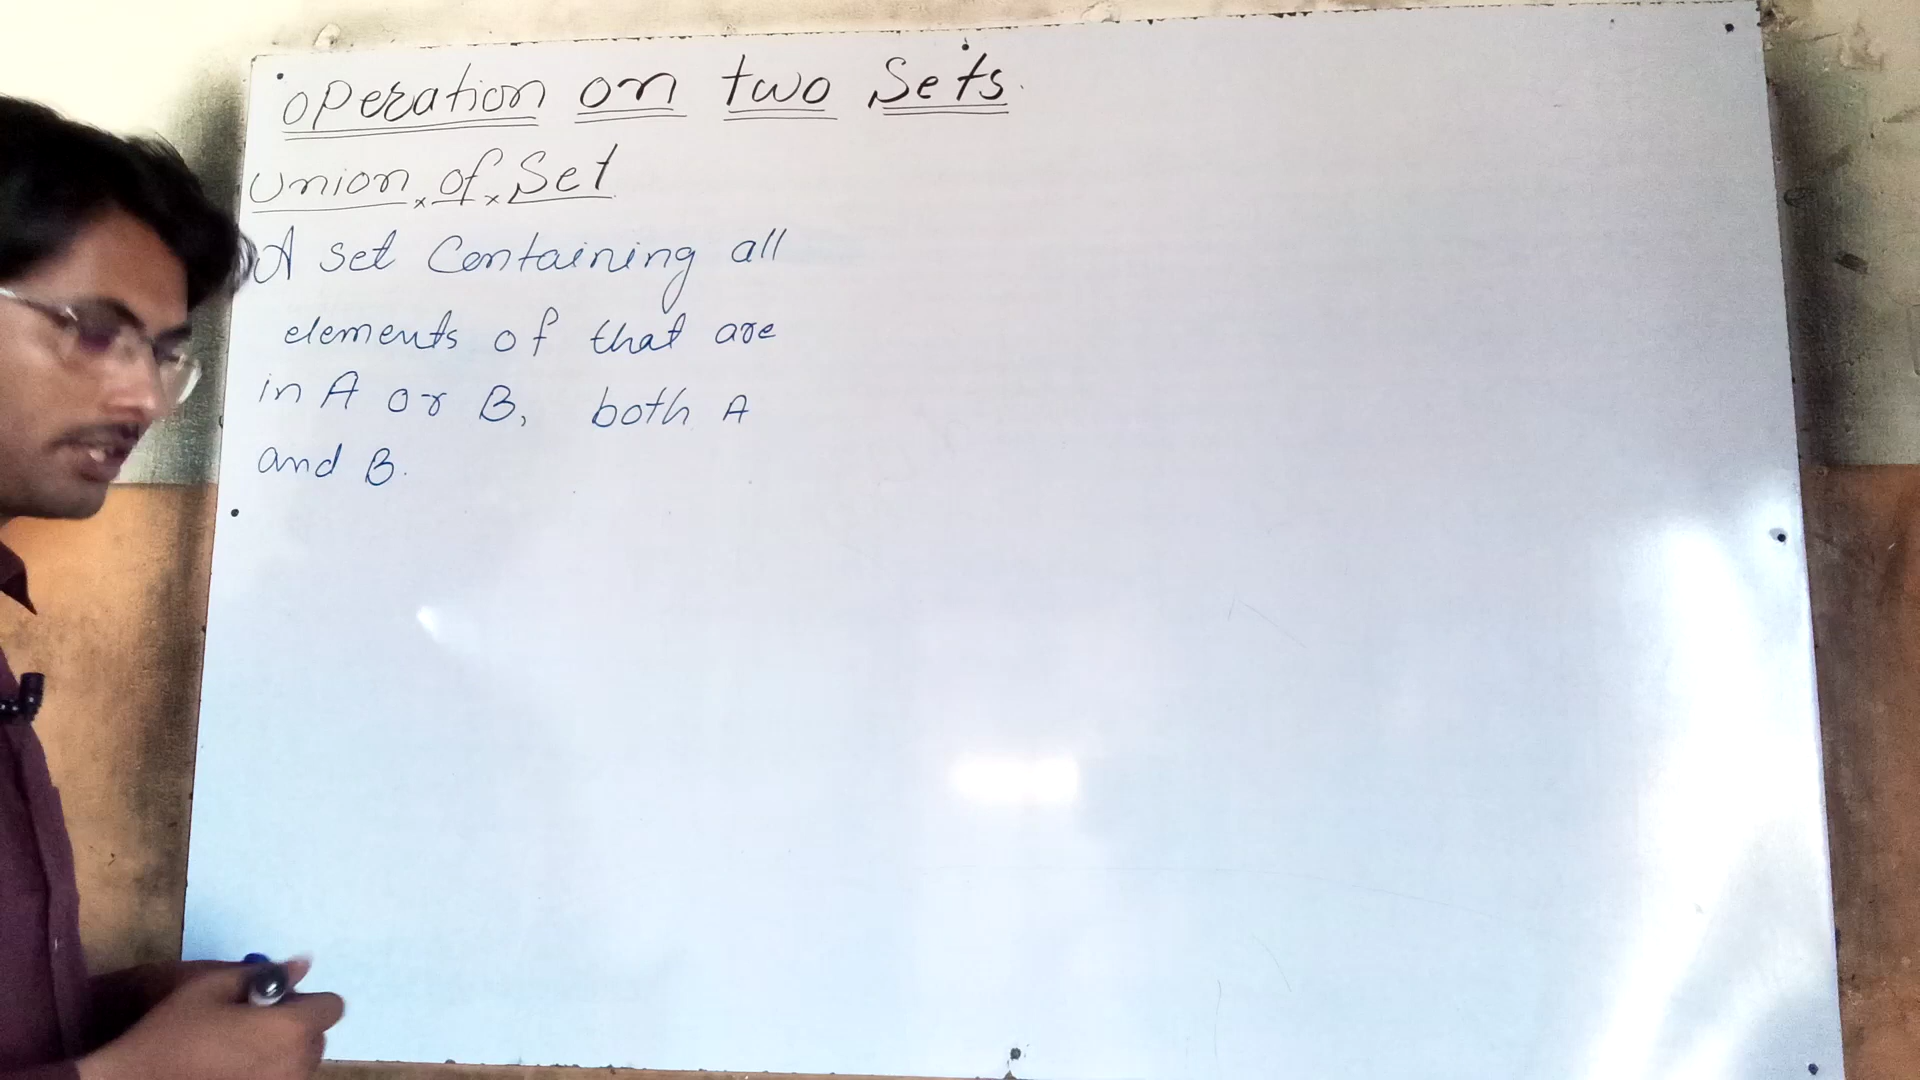 operation on two Sets.
Union of Set
A set Containing all
elements of that are
in A or B, both A
and B.